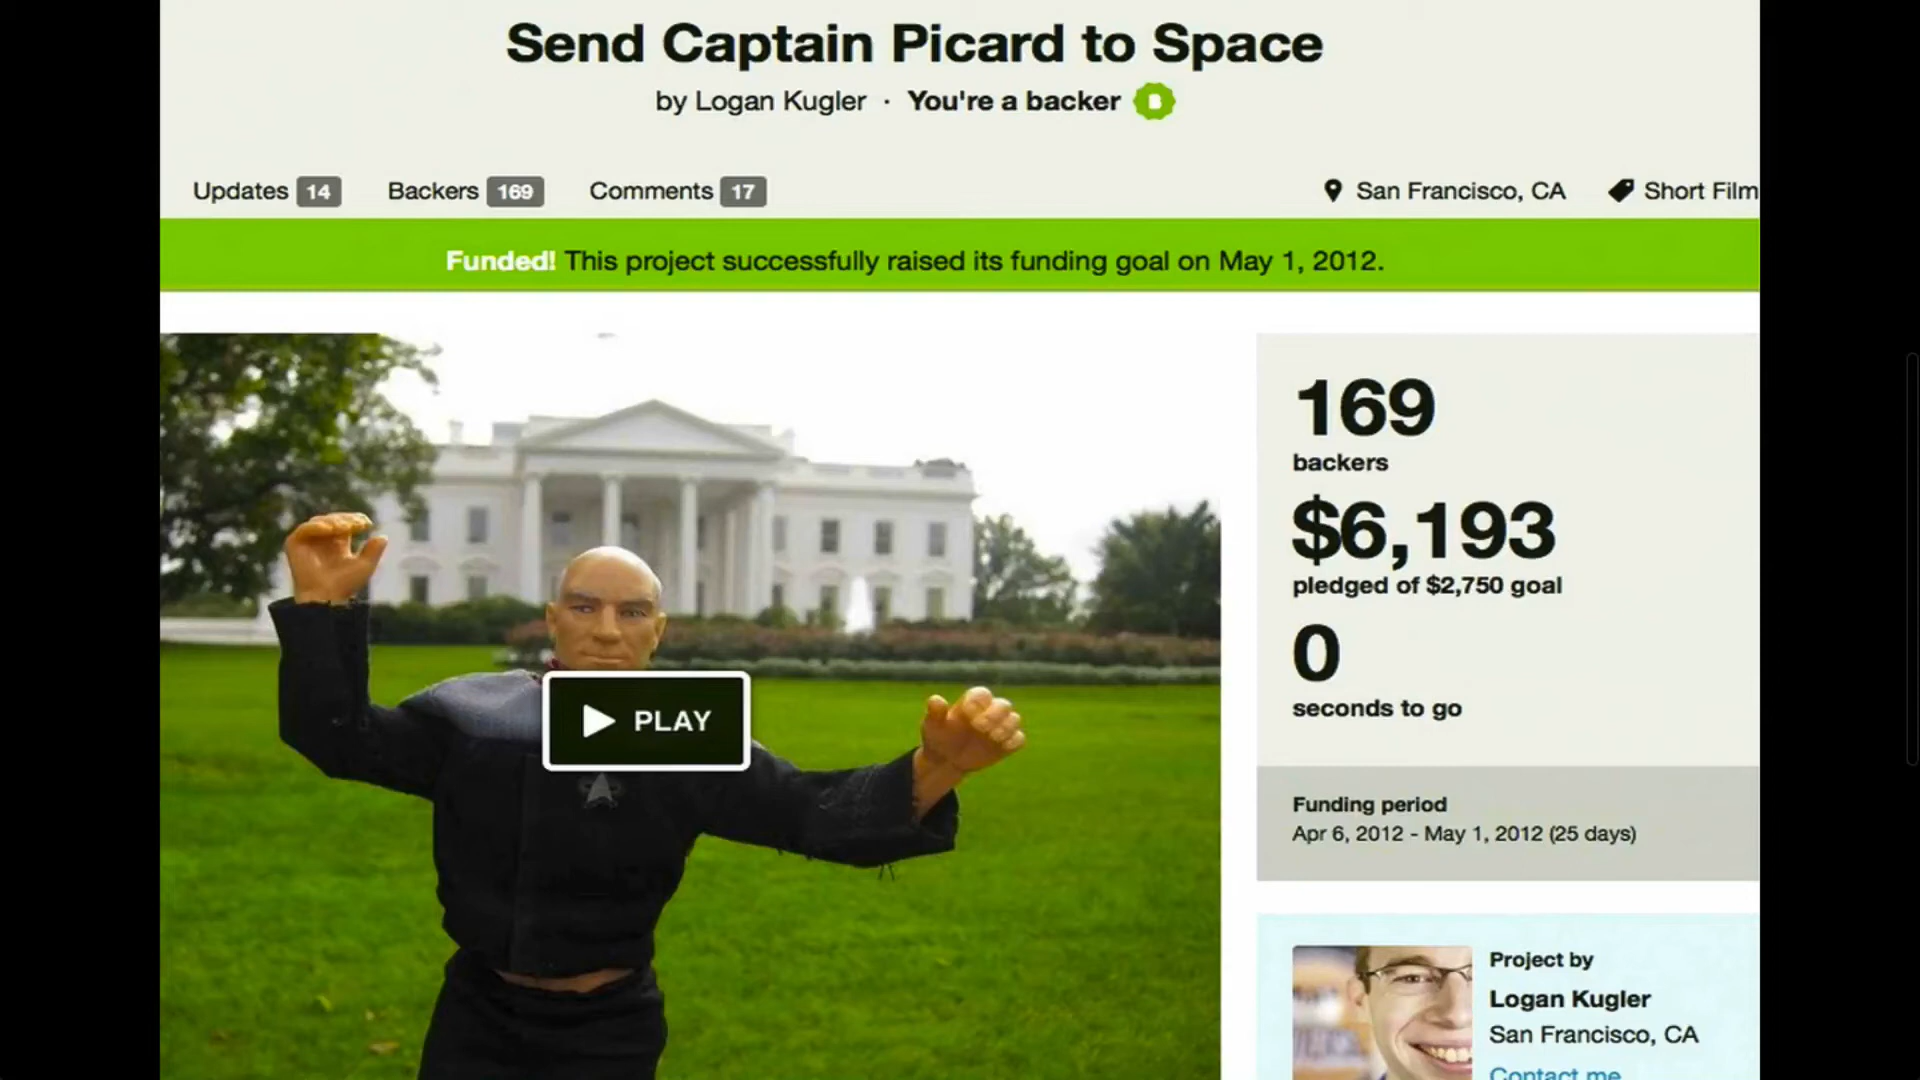 Send Captain Picard to Space
by Logan Kugler · You're a backer B
Updates 14 Backers 169 Comments 17 San Francisco, CA Short Film
Funded! This project successfully raised its funding goal on May 1, 2012.
169
backers
$6,193
pledged of $2,750 goal
0
seconds to go
PLAY
Funding period
Apr 6, 2012 - May 1, 2012 (25 days)
Project by
Logan Kugler
San Francisco, CA
Contact me